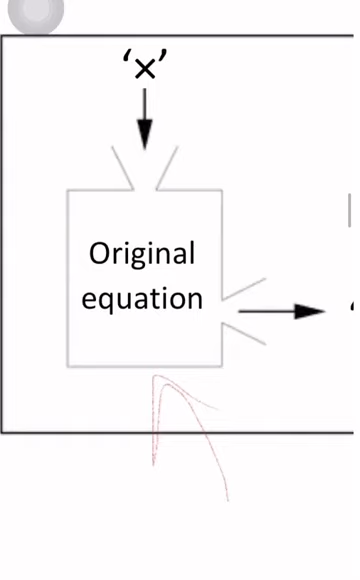 ‘x’
Original
equation
‘